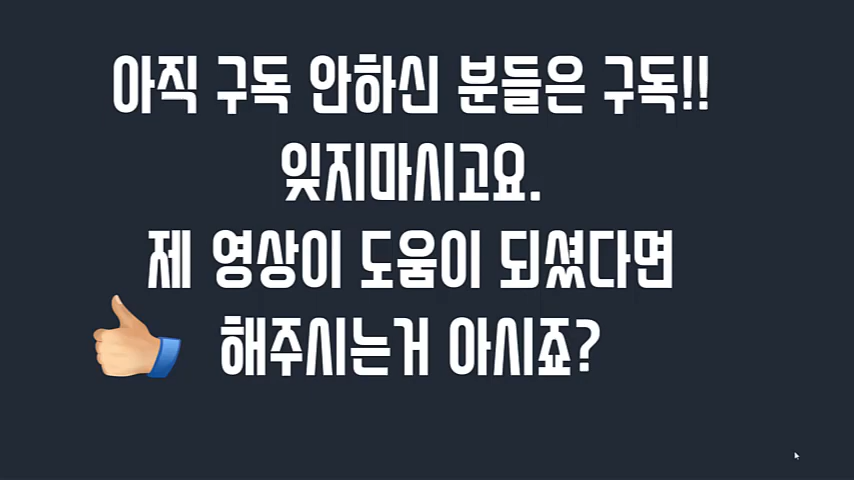 아직 구독 안하신 분들은 구독!!
잊지마시고요.
제 영상이 도움이 되셨다면
해주시는거 아시죠?